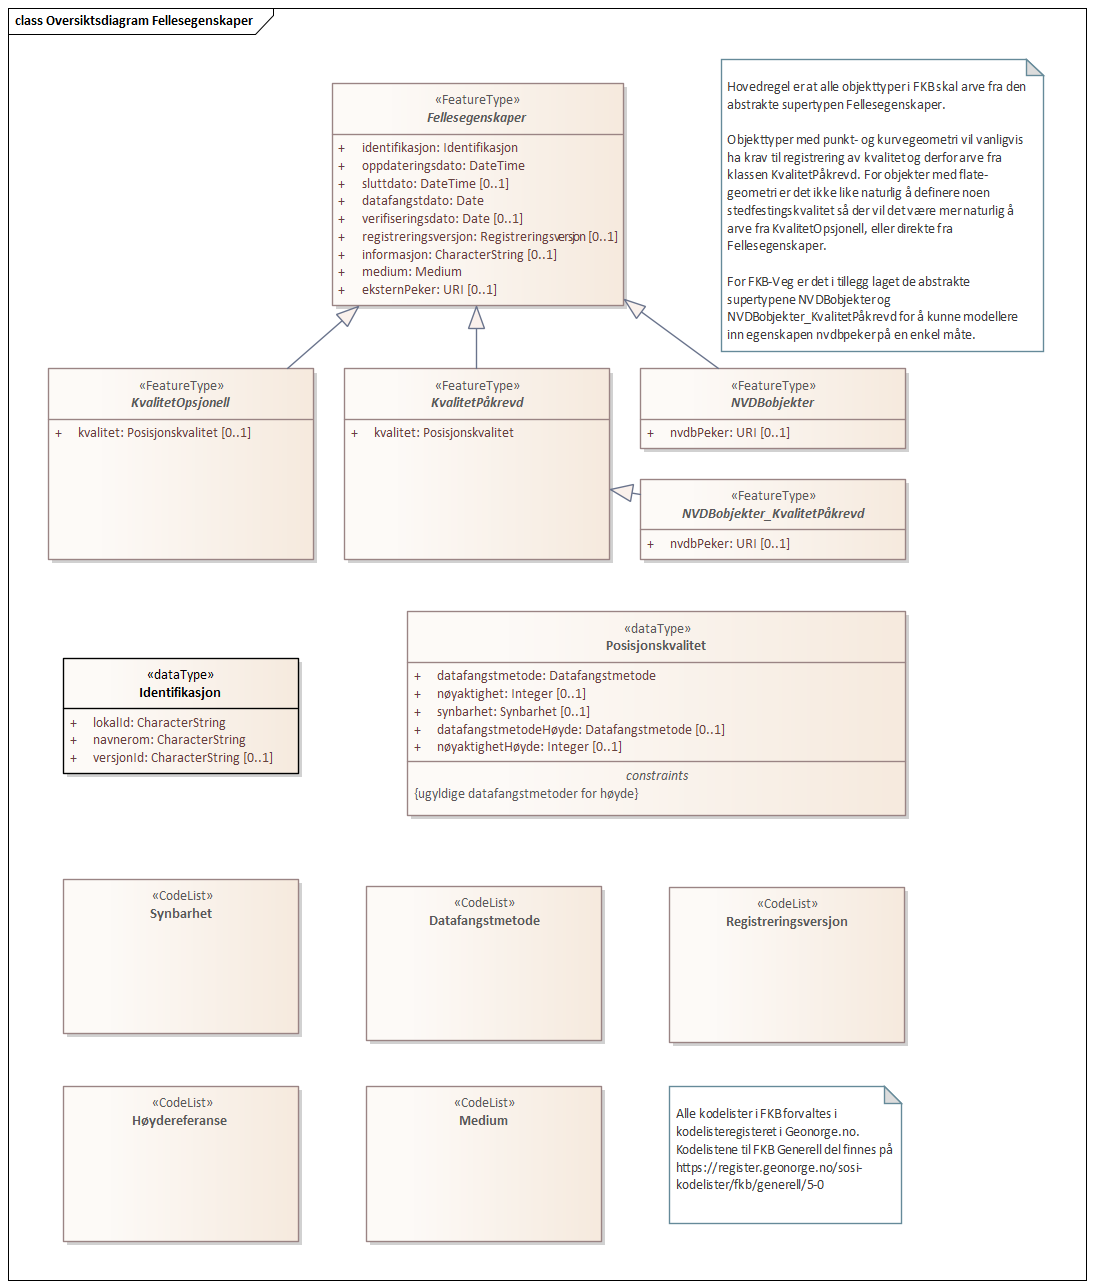 class Oversiktsdiagram Fellesegenskaper
«FeatureType»
Fellesegenskaper
+ identifikasjon: Identifikasjon
+ oppdateringsdato: DateTime
+ sluttdato: DateTime [0..1]
+ datafangstdato: Date
+ verifiseringsdato: Date [0..1]
+ registreringsversjon: Registreringsversjon [0..1]
+ informasjon: CharacterString [0..1]
+ medium: Medium
+ eksternPeker: URI [0..1]
Hovedregel er at alle objekttyper i FKB skal arve fra den
abstrakte supertypen Fellesegenskaper.
Objekttyper med punkt- og kurvegeometri vil vanligvis
ha krav til registrering av kvalitet og derfor arve fra
klassen KvalitetPåkrevd. For objekter med flate-
geometri er det ikke like naturlig å definere noen
stedfestingskvalitet så der vil det være mer naturlig å
arve fra KvalitetOpsjonell, eller direkte fra
Fellesegenskaper.
For FKB-Veg er det i tillegg laget de abstrakte
supertypene NVDBobjekter og
NVDBobjekter_KvalitetPåkrevd for å kunne modellere
inn egenskapen nvdbpeker på en enkel måte.
«FeatureType»
KvalitetOpsjonell
+ kvalitet: Posisjonskvalitet [0..1]
«FeatureType»
KvalitetPåkrevd
+ kvalitet: Posisjonskvalitet
«FeatureType»
NVDBobjekter
+ nvdbPeker: URI [0..1]
«FeatureType»
NVDBobjekter_KvalitetPåkrevd
+ nvdbPeker: URI [0..1]
«dataType»
Identifikasjon
+ lokalId: CharacterString
+ navnerom: CharacterString
+ versjonId: CharacterString [0..1]
«dataType»
Posisjonskvalitet
+ datafangstmetode: Datafangstmetode
+ nøyaktighet: Integer [0..1]
+ synbarhet: Synbarhet [0..1]
+ datafangstmetodeHøyde: Datafangstmetode [0..1]
+ nøyaktighetHøyde: Integer [0..1]
constraints
{ugyldige datafangstmetoder for høyde}
«CodeList»
Synbarhet
«CodeList»
Datafangstmetode
«CodeList»
Registreringsversjon
«CodeList»
Høydereferanse
«CodeList»
Medium
Alle kodelister i FKB forvaltes i
kodelisteregisteret i Geonorge.no.
Kodelistene til FKB Generell del finnes på
https://register.geonorge.no/sosi-
kodelister/fkb/generell/5-0